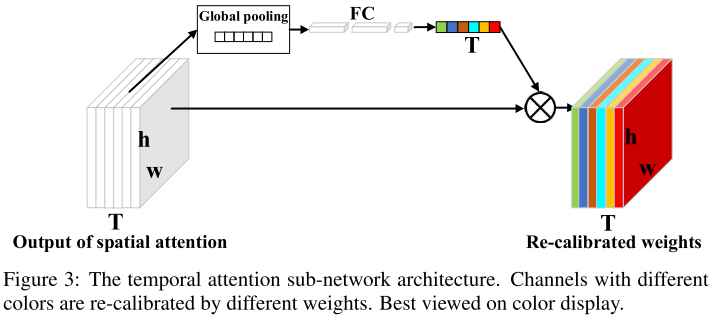 Global pooling
FC
T
h
w
T
Output of spatial attention
h
w
T
Re-calibrated weights
Figure 3: The temporal attention sub-network architecture. Channels with different
colors are re-calibrated by different weights. Best viewed on color display.